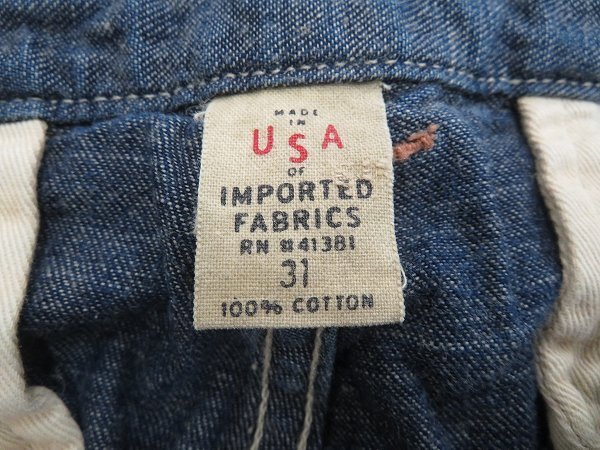 MADE
IN
USA
OF
IMPORTED
FABRICS
RN #41381
31
100% COTTON